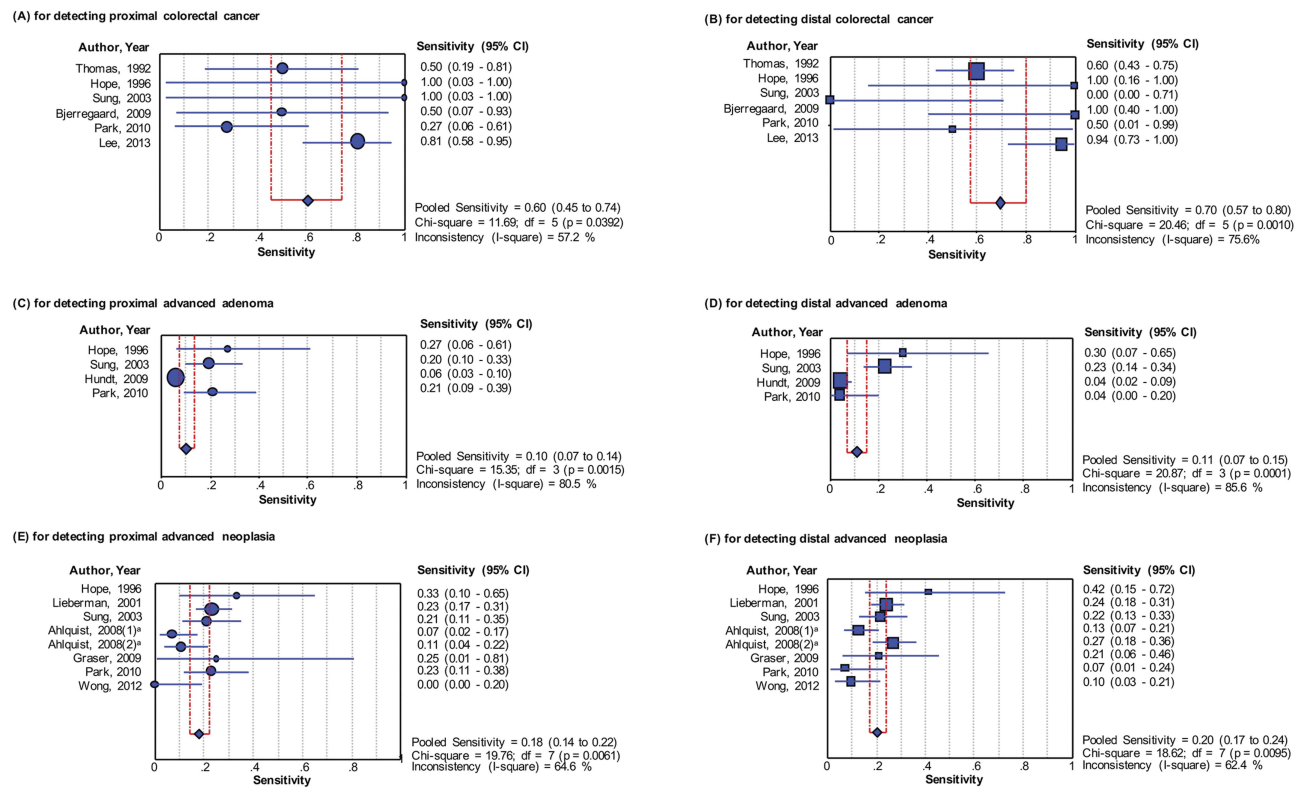 (A) for detecting proximal colorectal cancer
Author, Year
Sensitivity (95% CI)
Thomas, 1992
0.50 (0.19 - 0.81)
Hope, 1996
1.00 (0.03 - 1.00)
Sung, 2003
1.00 (0.03 - 1.00)
Bjerregaard, 2009
0.50 (0.07 - 0.93)
Park, 2010
0.27 (0.06 - 0.61)
Lee, 2013
0.81 (0.58 - 0.95)
Pooled Sensitivity = 0.60 (0.45 to 0.74)
Chi-square = 11.69; df = 5 (p = 0.0392)
Inconsistency (I-square) = 57.2 %
0 .2 .4 .6 .8 1
Sensitivity
(B) for detecting distal colorectal cancer
Author, Year
Sensitivity (95% CI)
Thomas, 1992
0.60 (0.43 - 0.75)
Hope, 1996
1.00 (0.16 - 1.00)
Sung, 2003
0.00 (0.00 - 0.71)
Bjerregaard, 2009
1.00 (0.40 - 1.00)
Park, 2010
0.50 (0.01 - 0.99)
Lee, 2013
0.94 (0.73 - 1.00)
Pooled Sensitivity = 0.70 (0.57 to 0.80)
Chi-square = 20.46; df = 5 (p = 0.0010)
Inconsistency (I-square) = 75.6%
0 .2 .4 .6 .8 1
Sensitivity
(C) for detecting proximal advanced adenoma
Author, Year
Sensitivity (95% CI)
Hope, 1996
0.27 (0.06 - 0.61)
Sung, 2003
0.20 (0.10 - 0.33)
Hundt, 2009
0.06 (0.03 - 0.10)
Park, 2010
0.21 (0.09 - 0.39)
Pooled Sensitivity = 0.10 (0.07 to 0.14)
Chi-square = 15.35; df = 3 (p = 0.0015)
Inconsistency (I-square) = 80.5 %
0 .2 .4 .6 .8 1
Sensitivity
(D) for detecting distal advanced adenoma
Author, Year
Sensitivity (95% CI)
Hope, 1996
0.30 (0.07 - 0.65)
Sung, 2003
0.23 (0.14 - 0.34)
Hundt, 2009
0.04 (0.02 - 0.09)
Park, 2010
0.04 (0.00 - 0.20)
Pooled Sensitivity = 0.11 (0.07 to 0.15)
Chi-square = 20.87; df = 3 (p = 0.0001)
Inconsistency (I-square) = 85.6 %
0 .2 .4 .6 .8 1
Sensitivity
(E) for detecting proximal advanced neoplasia
Author, Year
Sensitivity (95% CI)
Hope, 1996
0.33 (0.10 - 0.65)
Lieberman, 2001
0.23 (0.17 - 0.31)
Sung, 2003
0.21 (0.11 - 0.35)
Ahlquist, 2008(1)ᵃ
0.07 (0.02 - 0.17)
Ahlquist, 2008(2)ᵃ
0.11 (0.04 - 0.22)
Graser, 2009
0.25 (0.01 - 0.81)
Park, 2010
0.23 (0.11 - 0.38)
Wong, 2012
0.00 (0.00 - 0.20)
Pooled Sensitivity = 0.18 (0.14 to 0.22)
Chi-square = 19.76; df = 7 (p = 0.0061)
Inconsistency (I-square) = 64.6 %
0 .2 .4 .6 .8 1
Sensitivity
(F) for detecting distal advanced neoplasia
Author, Year
Sensitivity (95% CI)
Hope, 1996
0.42 (0.15 - 0.72)
Lieberman, 2001
0.24 (0.18 - 0.31)
Sung, 2003
0.22 (0.13 - 0.33)
Ahlquist, 2008(1)ᵃ
0.13 (0.07 - 0.21)
Ahlquist, 2008(2)ᵃ
0.27 (0.18 - 0.36)
Graser, 2009
0.21 (0.06 - 0.46)
Park, 2010
0.07 (0.01 - 0.24)
Wong, 2012
0.10 (0.03 - 0.21)
Pooled Sensitivity = 0.20 (0.17 to 0.24)
Chi-square = 18.62; df = 7 (p = 0.0095)
Inconsistency (I-square) = 62.4 %
0 .2 .4 .6 .8 1
Sensitivity